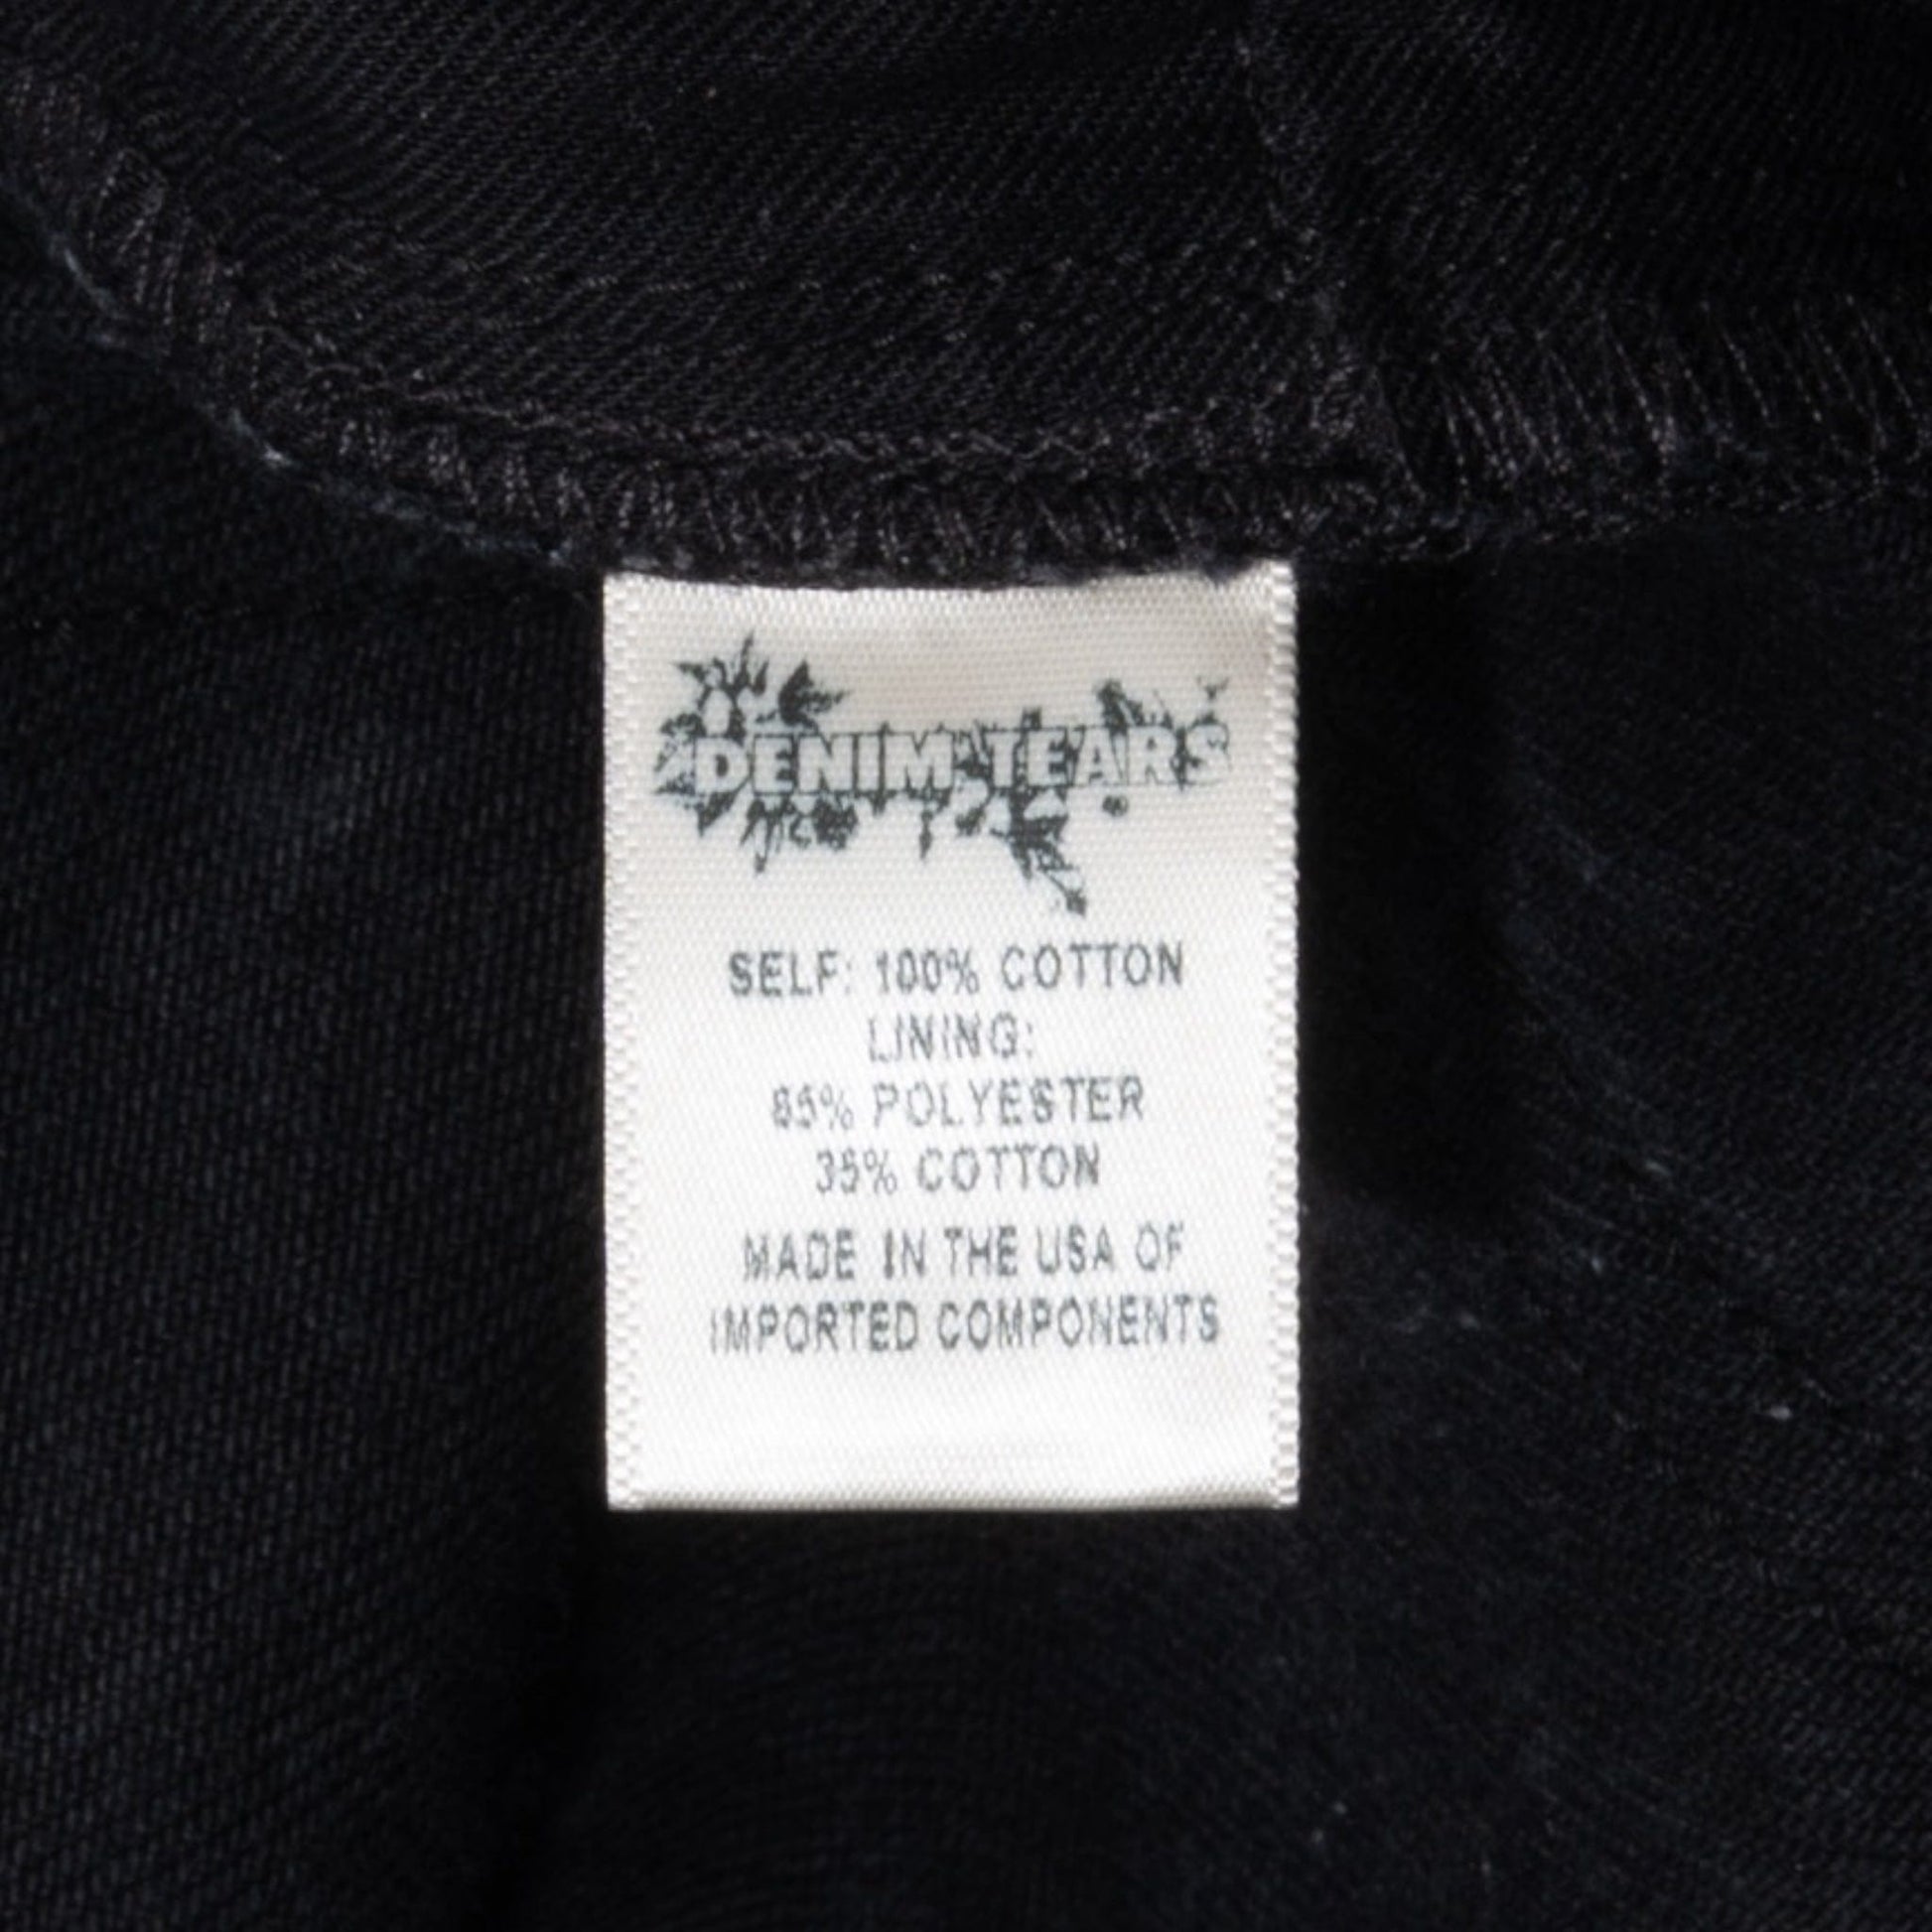 DENIM TEARS
SELF: 100% COTTON
LINING:
65% POLYESTER
35% COTTON
MADE IN THE USA OF
IMPORTED COMPONENTS